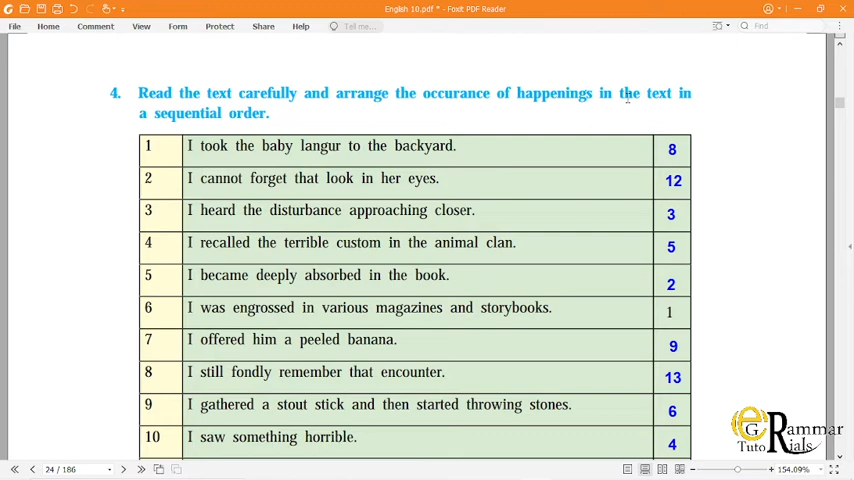 English 10.pdf * - Foxit PDF Reader
File Home Comment View Form Protect Share Help Tell me... Find
4. Read the text carefully and arrange the occurance of happenings in the text in
a sequential order.
1 I took the baby langur to the backyard. 8
2 I cannot forget that look in her eyes. 12
3 I heard the disturbance approaching closer. 3
4 I recalled the terrible custom in the animal clan. 5
5 I became deeply absorbed in the book. 2
6 I was engrossed in various magazines and storybooks. 1
7 I offered him a peeled banana. 9
8 I still fondly remember that encounter. 13
9 I gathered a stout stick and then started throwing stones. 6
10 I saw something horrible. 4
eGRammar
TutoRials
24 / 186 154.09%